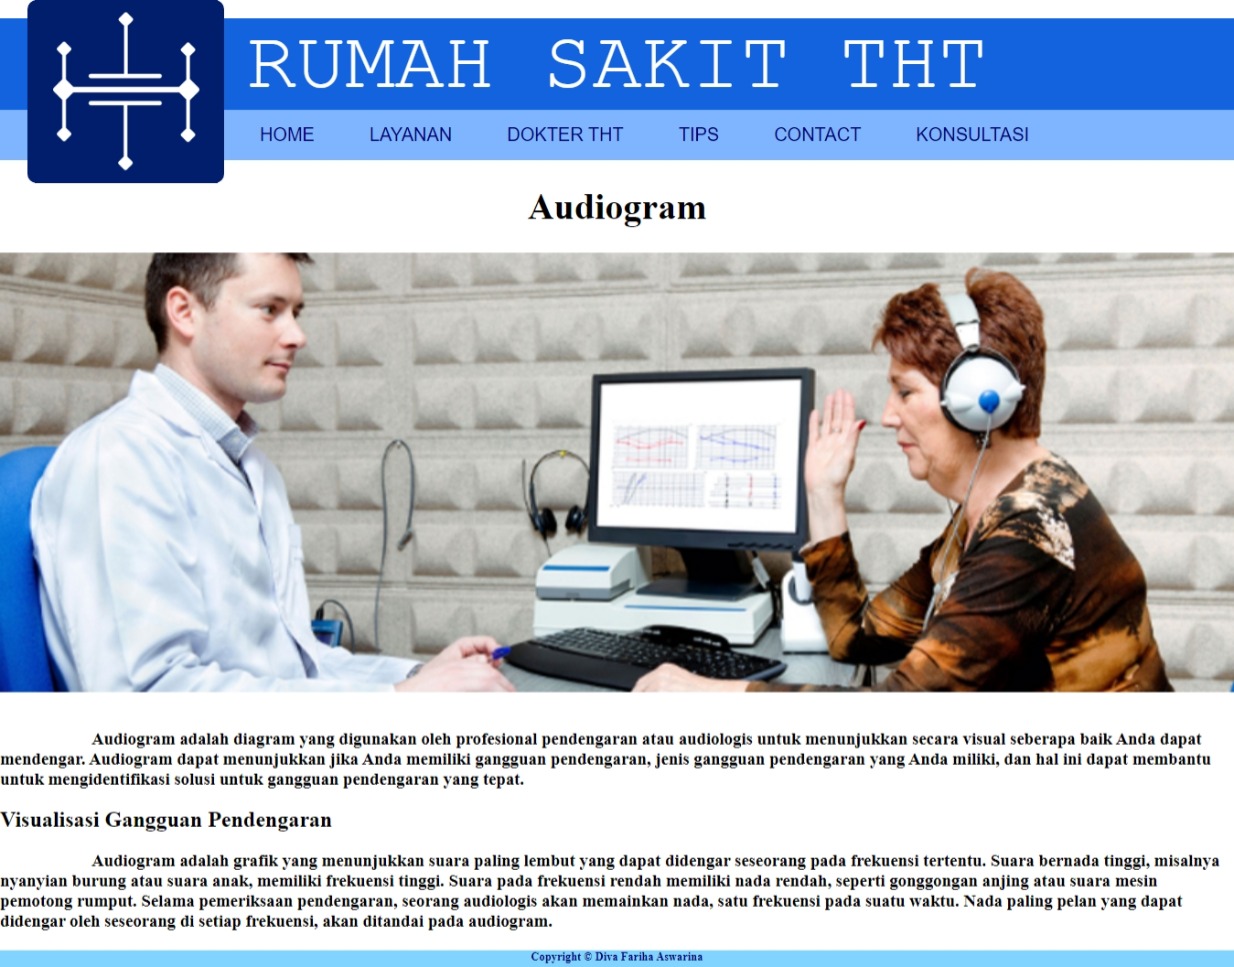 RUMAH SAKIT THT
HOME LAYANAN DOKTER THT TIPS CONTACT KONSULTASI
Audiogram
Audiogram adalah diagram yang digunakan oleh profesional pendengaran atau audiologis untuk menunjukkan secara visual seberapa baik Anda dapat
mendengar. Audiogram dapat menunjukkan jika Anda memiliki gangguan pendengaran, jenis gangguan pendengaran yang Anda miliki, dan hal ini dapat membantu
untuk mengidentifikasi solusi untuk gangguan pendengaran yang tepat.
Visualisasi Gangguan Pendengaran
Audiogram adalah grafik yang menunjukkan suara paling lembut yang dapat didengar seseorang pada frekuensi tertentu. Suara bernada tinggi, misalnya
nyanyian burung atau suara anak, memiliki frekuensi tinggi. Suara pada frekuensi rendah memiliki nada rendah, seperti gonggongan anjing atau suara mesin
pemotong rumput. Selama pemeriksaan pendengaran, seorang audiologis akan memainkan nada, satu frekuensi pada suatu waktu. Nada paling pelan yang dapat
didengar oleh seseorang di setiap frekuensi, akan ditandai pada audiogram.
Copyright © Diva Fariha Aswarina